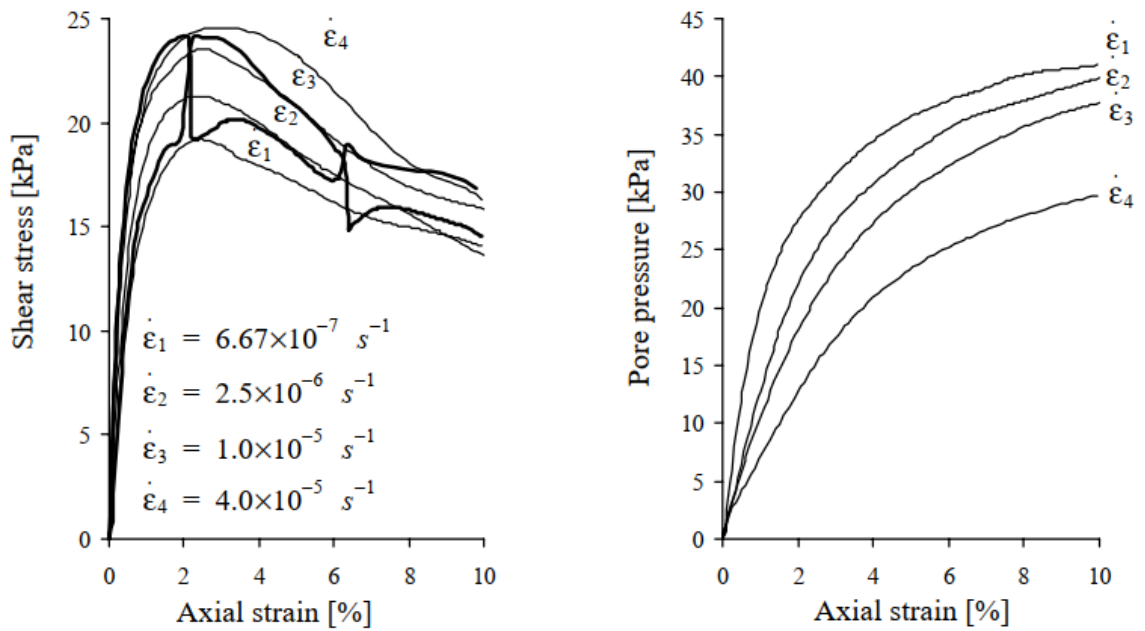 25
20
15
10
5
0
Shear stress [kPa]
ε̇4
ε3
ε2
ε̇1
ε̇1 = 6.67×10⁻⁷ s⁻¹
ε̇2 = 2.5×10⁻⁶ s⁻¹
ε̇3 = 1.0×10⁻⁵ s⁻¹
ε̇4 = 4.0×10⁻⁵ s⁻¹
0 2 4 6 8 10
Axial strain [%]
45
40
35
30
25
20
15
10
5
0
Pore pressure [kPa]
ε̇1
ε̇2
ε̇3
ε̇4
0 2 4 6 8 10
Axial strain [%]